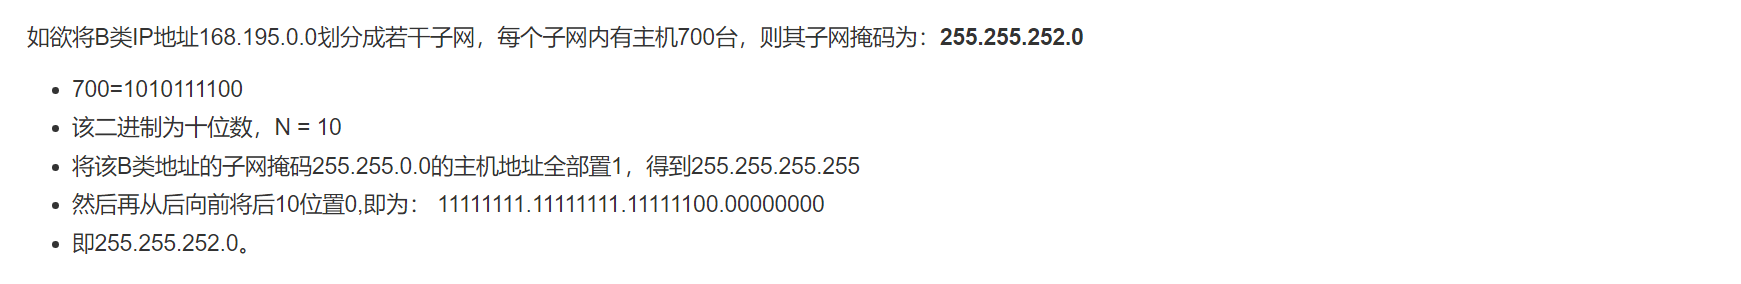 如欲将B类IP地址168.195.0.0划分成若干子网，每个子网内有主机700台，则其子网掩码为：255.255.252.0
• 700=1010111100
• 该二进制为十位数，N = 10
• 将该B类地址的子网掩码255.255.0.0的主机地址全部置1，得到255.255.255.255
• 然后再从后向前将后10位置0,即为： 11111111.11111111.11111100.00000000
• 即255.255.252.0。